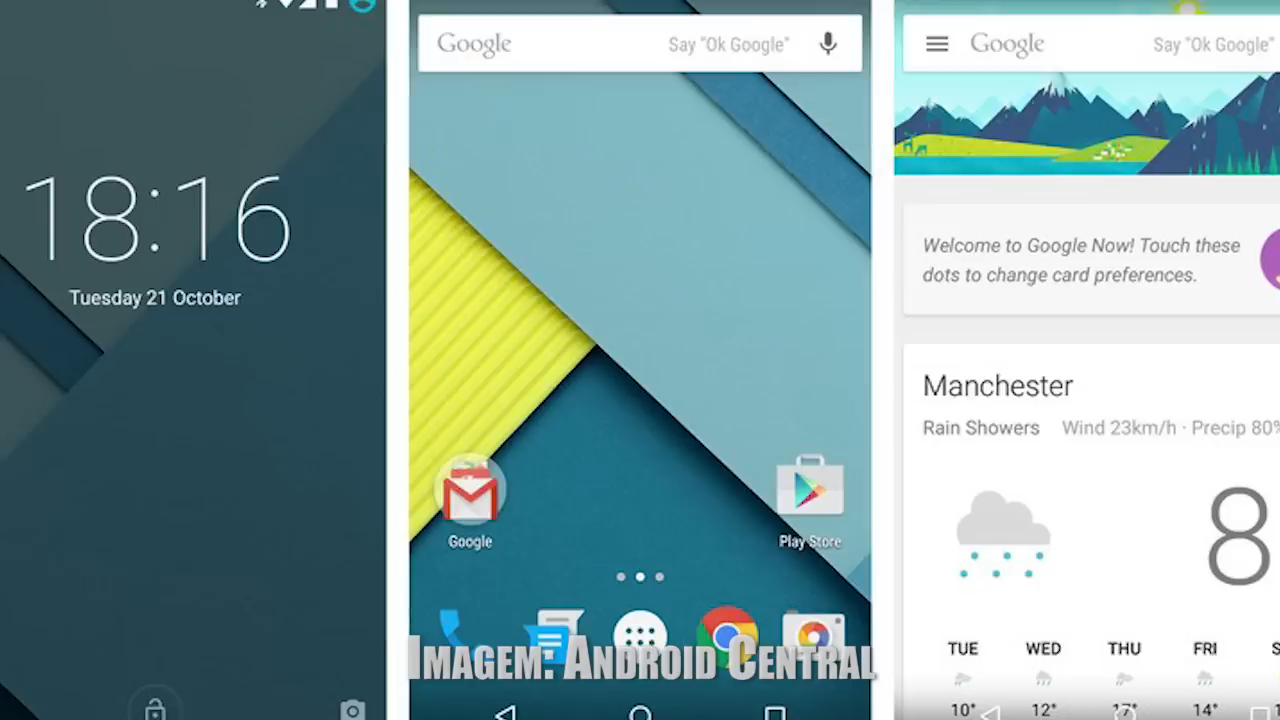 18:16
Tuesday 21 October
Google Say "Ok Google"
Google
Play Store
Google Say "Ok Google"
Welcome to Google Now! Touch these
dots to change card preferences.
Manchester
Rain Showers Wind 23km/h · Precip 80%
8
TUE WED THU FRI S
10° 12° 17° 14° 1
IMAGEM: ANDROID CENTRAL